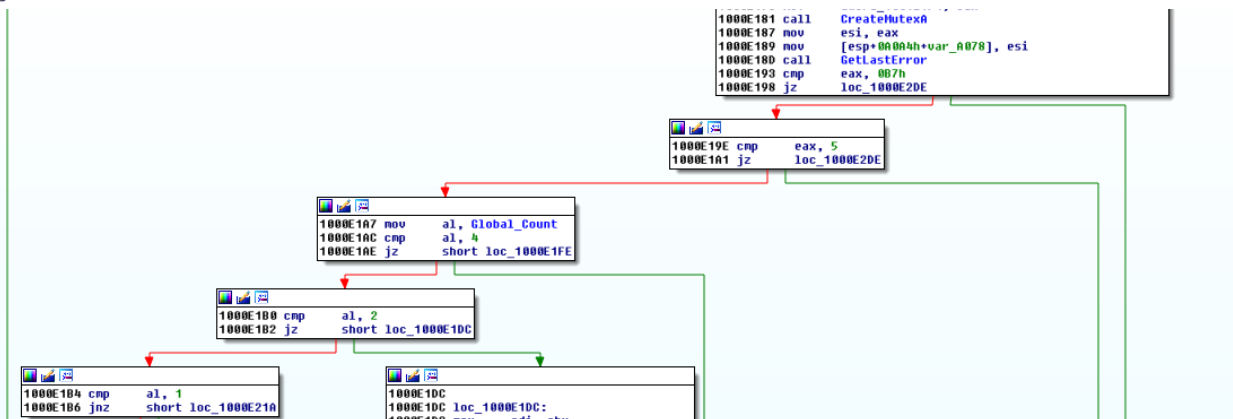 1000E181 call CreateMutexA
1000E187 mov esi, eax
1000E189 mov [esp+0A0A4h+var_A078], esi
1000E18D call GetLastError
1000E193 cmp eax, 0B7h
1000E198 jz loc_1000E2DE
1000E19E cmp eax, 5
1000E1A1 jz loc_1000E2DE
1000E1A7 mov al, Global_Count
1000E1AC cmp al, 4
1000E1AE jz short loc_1000E1FE
1000E1B0 cmp al, 2
1000E1B2 jz short loc_1000E1DC
1000E1B4 cmp al, 1
1000E1B6 jnz short loc_1000E21A
1000E1DC
1000E1DC loc_1000E1DC: